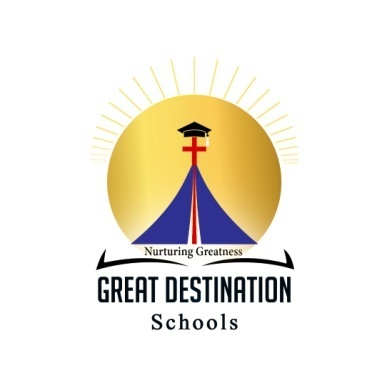 Nurturing Greatness
GREAT DESTINATION
Schools